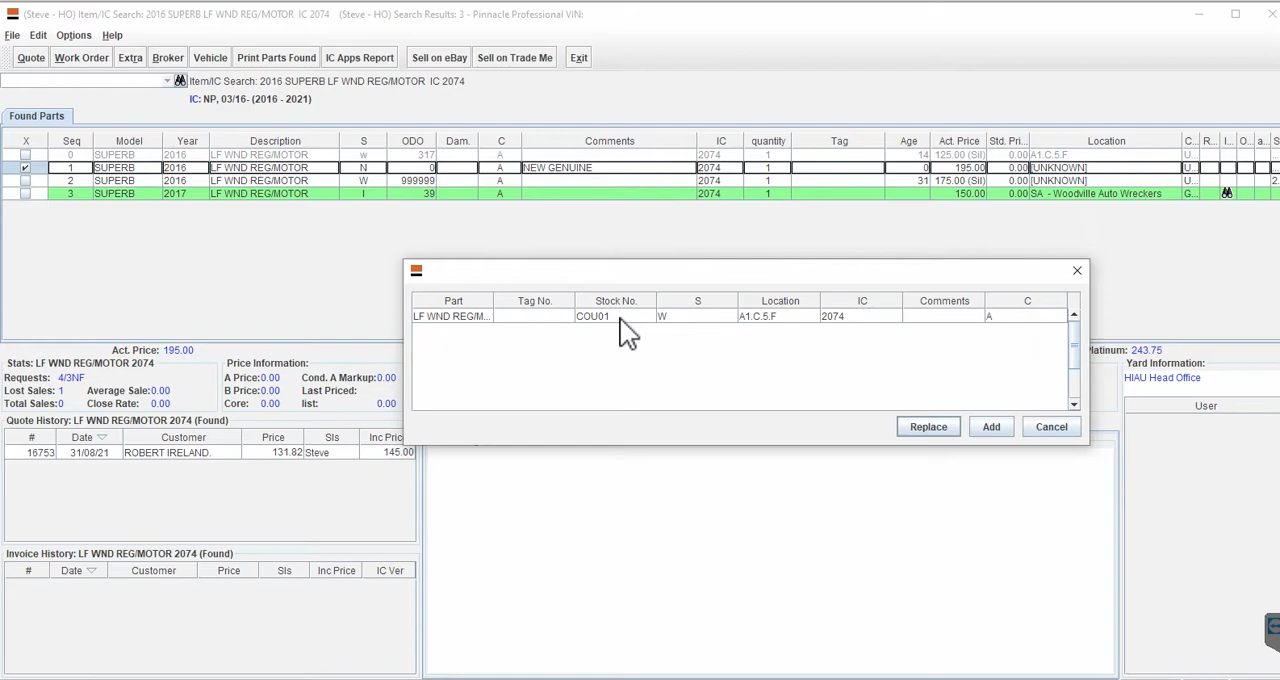 (Steve - HO) Item/IC Search: 2016 SUPERB LF WND REG/MOTOR IC 2074 (Steve - HO) Search Results: 3 - Pinnacle Professional VIN:
File Edit Options Help
Quote Work Order Extra Broker Vehicle Print Parts Found IC Apps Report Sell on eBay Sell on Trade Me Exit
Item/IC Search: 2016 SUPERB LF WND REG/MOTOR IC 2074
IC: NP, 03/16- (2016 - 2021)
Found Parts
X Seq Model Year Description S ODO Dam. C Comments IC quantity Tag Age Act. Price Std. Pri... Location C... R... I... O... a... S
0 SUPERB 2016 LF WND REG/MOTOR w 317 A 2074 1 14 125.00 (Sil) 0.00 A1.C.5.F U...
1 SUPERB 2016 LF WND REG/MOTOR N 0 A NEW GENUINE 2074 1 0 195.00 0.00 [UNKNOWN] U...
2 SUPERB 2016 LF WND REG/MOTOR W 999999 A 2074 1 31 175.00 (Sil) 0.00 [UNKNOWN] U... 2...
3 SUPERB 2017 LF WND REG/MOTOR I 39 A 2074 1 150.00 0.00 SA - Woodville Auto Wreckers G...
Part Tag No. Stock No. S Location IC Comments C
LF WND REG/M... COU01 W A1.C.5.F 2074 A
Replace Add Cancel
Act. Price: 195.00
latinum: 243.75
Stats: LF WND REG/MOTOR 2074
Requests: 4/3NF
Lost Sales: 1 Average Sale:0.00
Total Sales:0 Close Rate: 0.00
Price Information:
A Price:0.00 Cond. A Markup:0.00
B Price:0.00 Last Priced:
Core: 0.00 list: 0.00
Yard Information:
HIAU Head Office
User
Quote History: LF WND REG/MOTOR 2074 (Found)
# Date Customer Price Sls Inc Pric
16753 31/08/21 ROBERT IRELAND. 131.82 Steve 145.00
Invoice History: LF WND REG/MOTOR 2074 (Found)
# Date Customer Price Sls Inc Price IC Ver